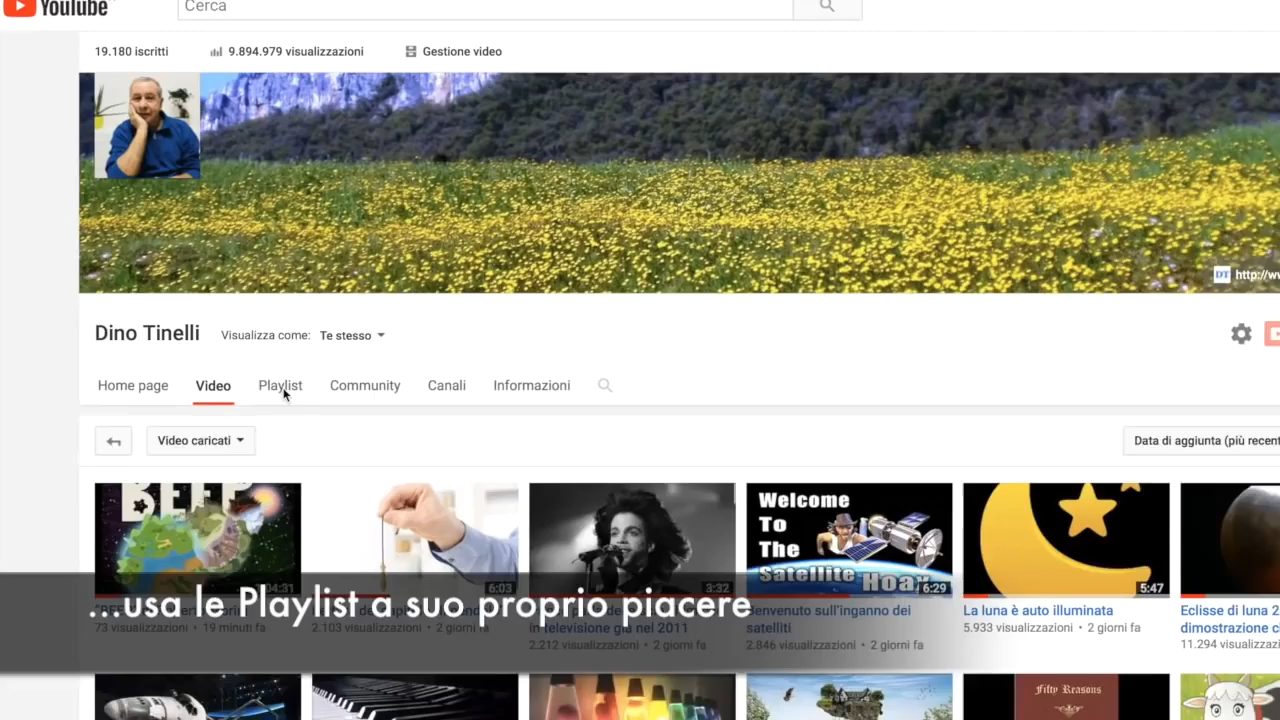 YouTube
Cerca
19.180 iscritti
9.894.979 visualizzazioni
Gestione video
DT
Dino Tinelli
Visualizza come:
Te stesso
Home page
Video
Playlist
Community
Canali
Informazioni
Video caricati
Data di aggiunta (più recent
BEEP
Welcome
To
The
Satellite Hoax
04:31
6:03
3:32
6:29
5:47
...usa le Playlist a suo proprio piacere
73 visualizzazioni • 19 minuti fa
2.103 visualizzazioni • 2 giorni fa
in televisione già nel 2011
2.212 visualizzazioni • 2 giorni fa
Benvenuto sull'inganno dei
satelliti
2.846 visualizzazioni • 2 giorni fa
La luna è auto illuminata
5.933 visualizzazioni • 2 giorni fa
Eclisse di luna 2
dimostrazione
11.294 visualizzazi
Fifty Reasons